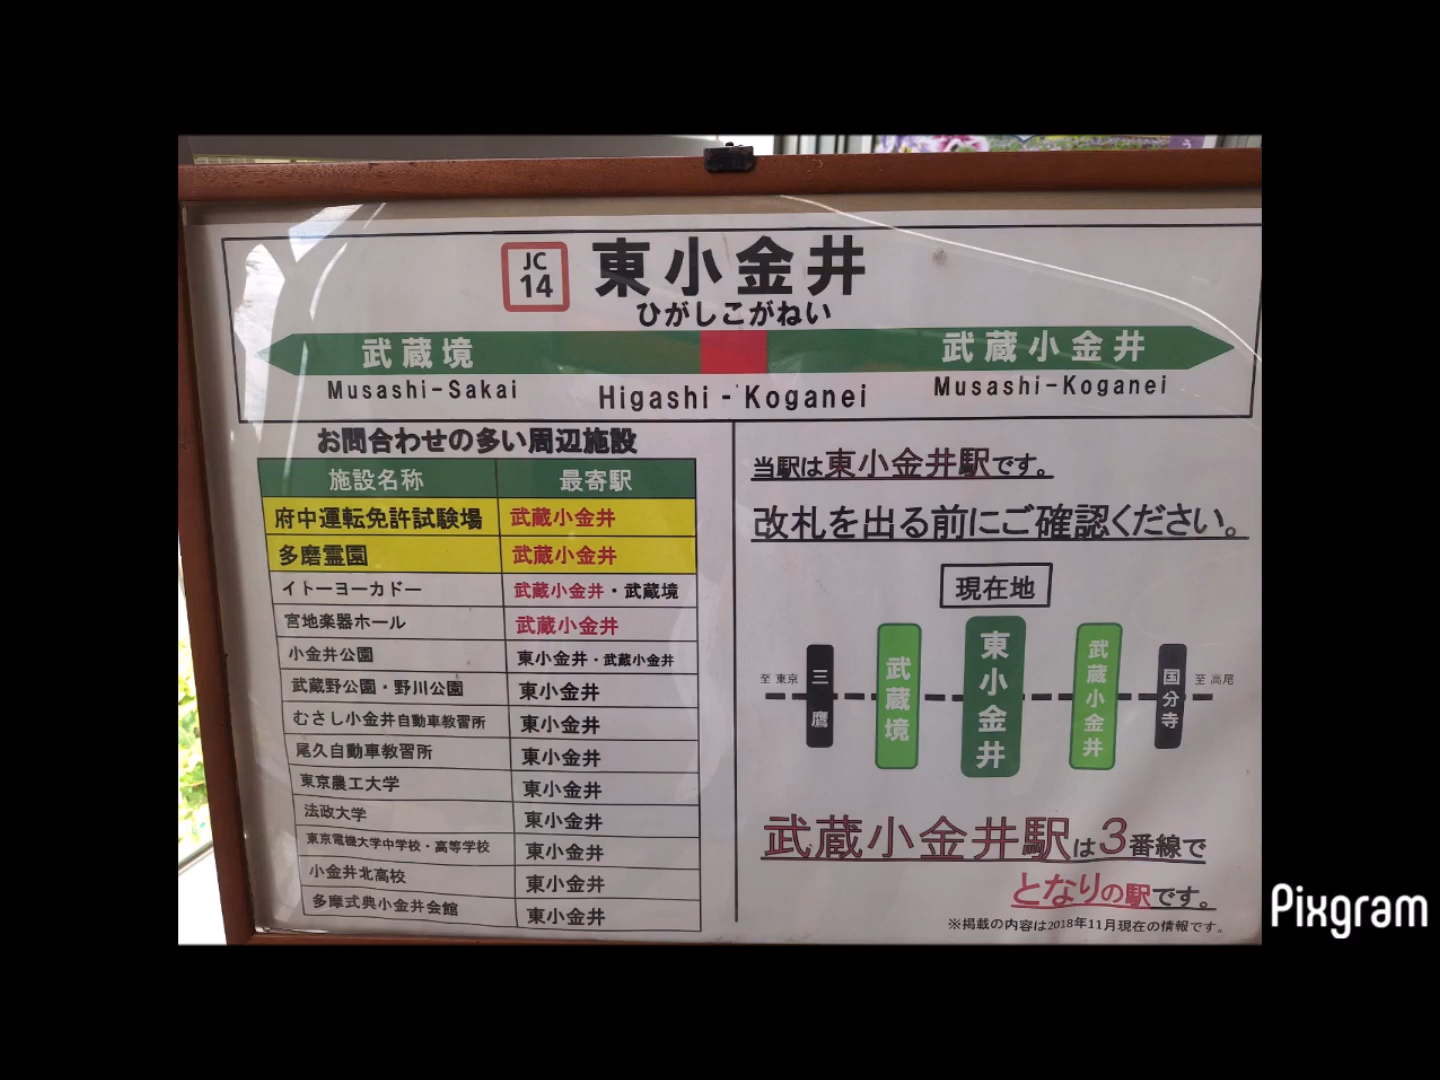 JC
14
東小金井
ひがしこがねい
武蔵境
武蔵小金井
Musashi-Sakai
Higashi-Koganei
Musashi-Koganei
お問合わせの多い周辺施設
施設名称 最寄駅
府中運転免許試験場 武蔵小金井
多磨霊園 武蔵小金井
イトーヨーカドー 武蔵小金井・武蔵境
宮地楽器ホール 武蔵小金井
小金井公園 東小金井・武蔵小金井
武蔵野公園・野川公園 東小金井
むさし小金井自動車教習所 東小金井
尾久自動車教習所 東小金井
東京農工大学 東小金井
法政大学 東小金井
東京電機大学中学校・高等学校 東小金井
小金井北高校 東小金井
多摩式典小金井会館 東小金井
当駅は東小金井駅です。
改札を出る前にご確認ください。
現在地
至 東京
三鷹
武蔵境
東小金井
武蔵小金井
国分寺
至 高尾
武蔵小金井駅は3番線で
となりの駅です。
※掲載の内容は2018年11月現在の情報です。
Pixgram